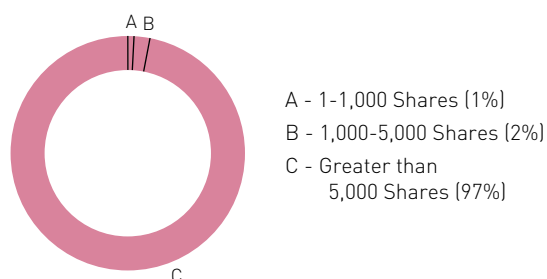 A B
A - 1-1,000 Shares (1%)
B - 1,000-5,000 Shares (2%)
C - Greater than
5,000 Shares (97%)
C